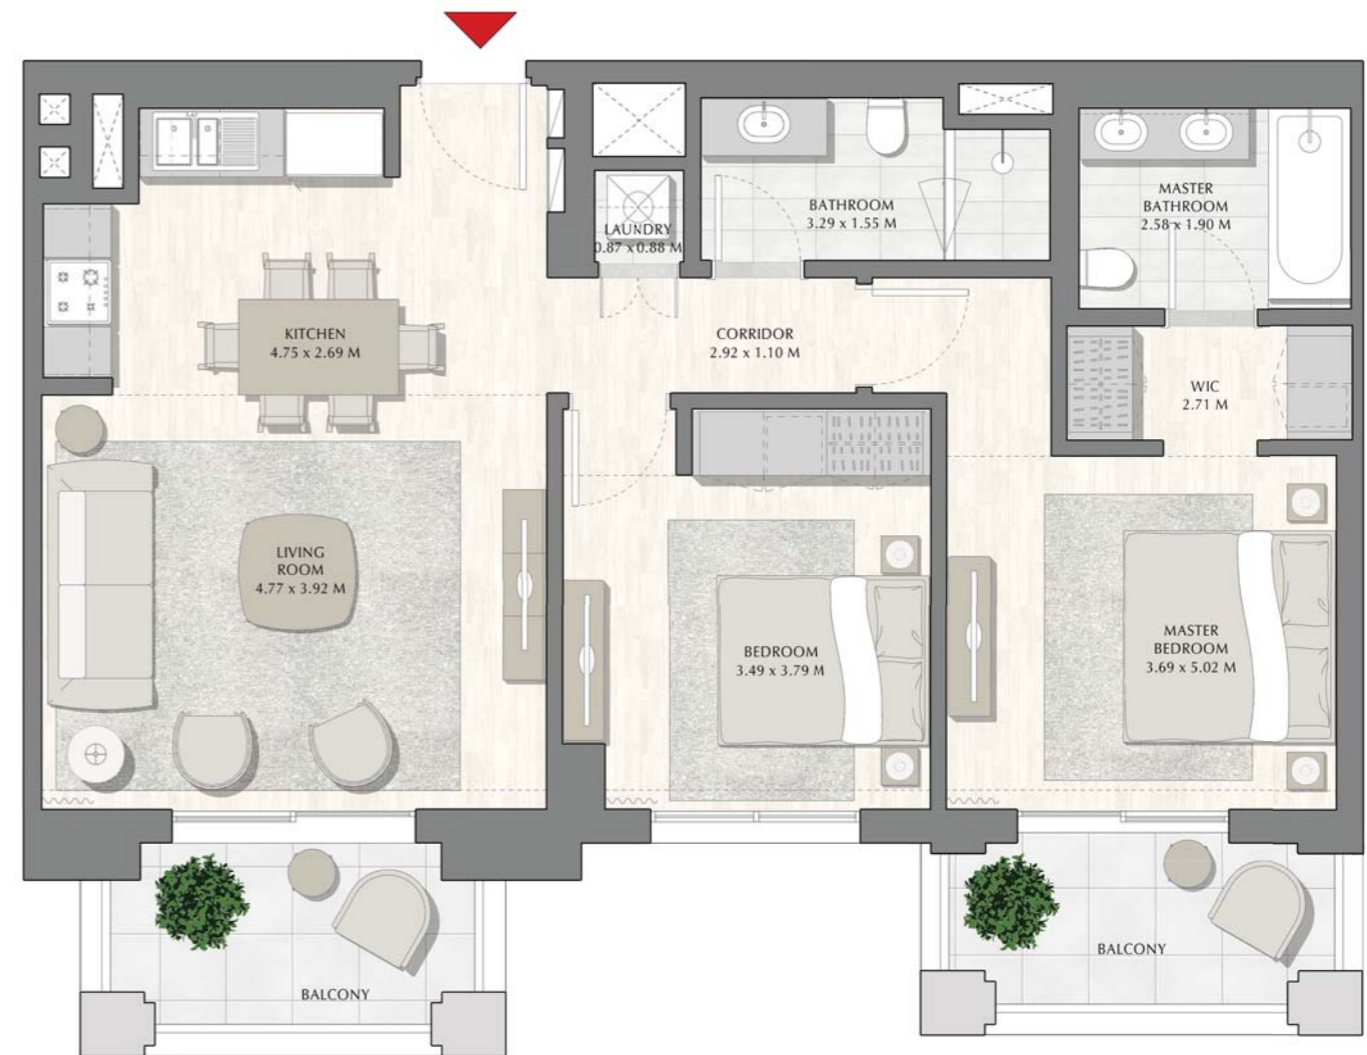 BATHROOM
3.29 x 1.55 M
MASTER
BATHROOM
2.58 x 1.90 M
LAUNDRY
0.87 x 0.88 M
KITCHEN
4.75 x 2.69 M
CORRIDOR
2.92 x 1.10 M
WIC
2.71 M
LIVING
ROOM
4.77 x 3.92 M
BEDROOM
3.49 x 3.79 M
MASTER
BEDROOM
3.69 x 5.02 M
BALCONY
BALCONY